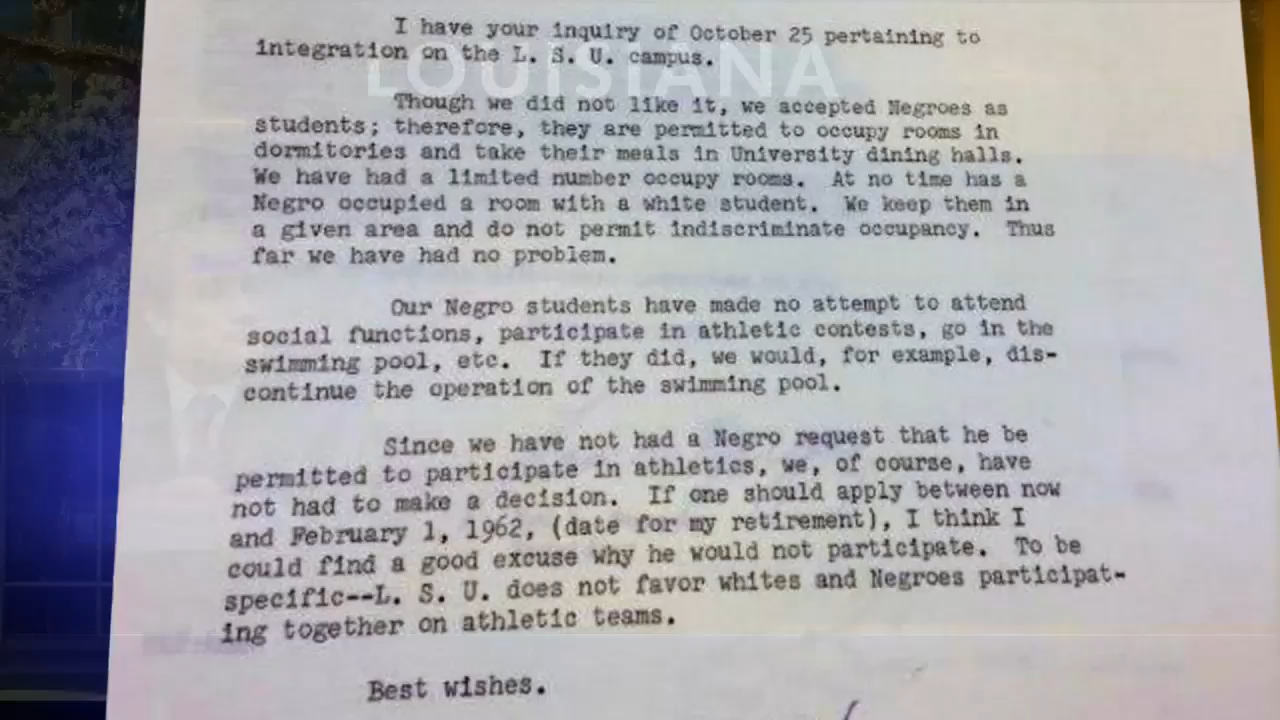 I have your inquiry of October 25 pertaining to
integration on the L. S. U. campus.
LOUISIANA
Though we did not like it, we accepted Negroes as
students; therefore, they are permitted to occupy rooms in
dormitories and take their meals in University dining halls.
We have had a limited number occupy rooms. At no time has a
Negro occupied a room with a white student. We keep them in
a given area and do not permit indiscriminate occupancy. Thus
far we have had no problem.
Our Negro students have made no attempt to attend
social functions, participate in athletic contests, go in the
swimming pool, etc. If they did, we would, for example, dis-
continue the operation of the swimming pool.
Since we have not had a Negro request that he be
permitted to participate in athletics, we, of course, have
not had to make a decision. If one should apply between now
and February 1, 1962, (date for my retirement), I think I
could find a good excuse why he would not participate. To be
specific--L. S. U. does not favor whites and Negroes participat-
ing together on athletic teams.
Best wishes.